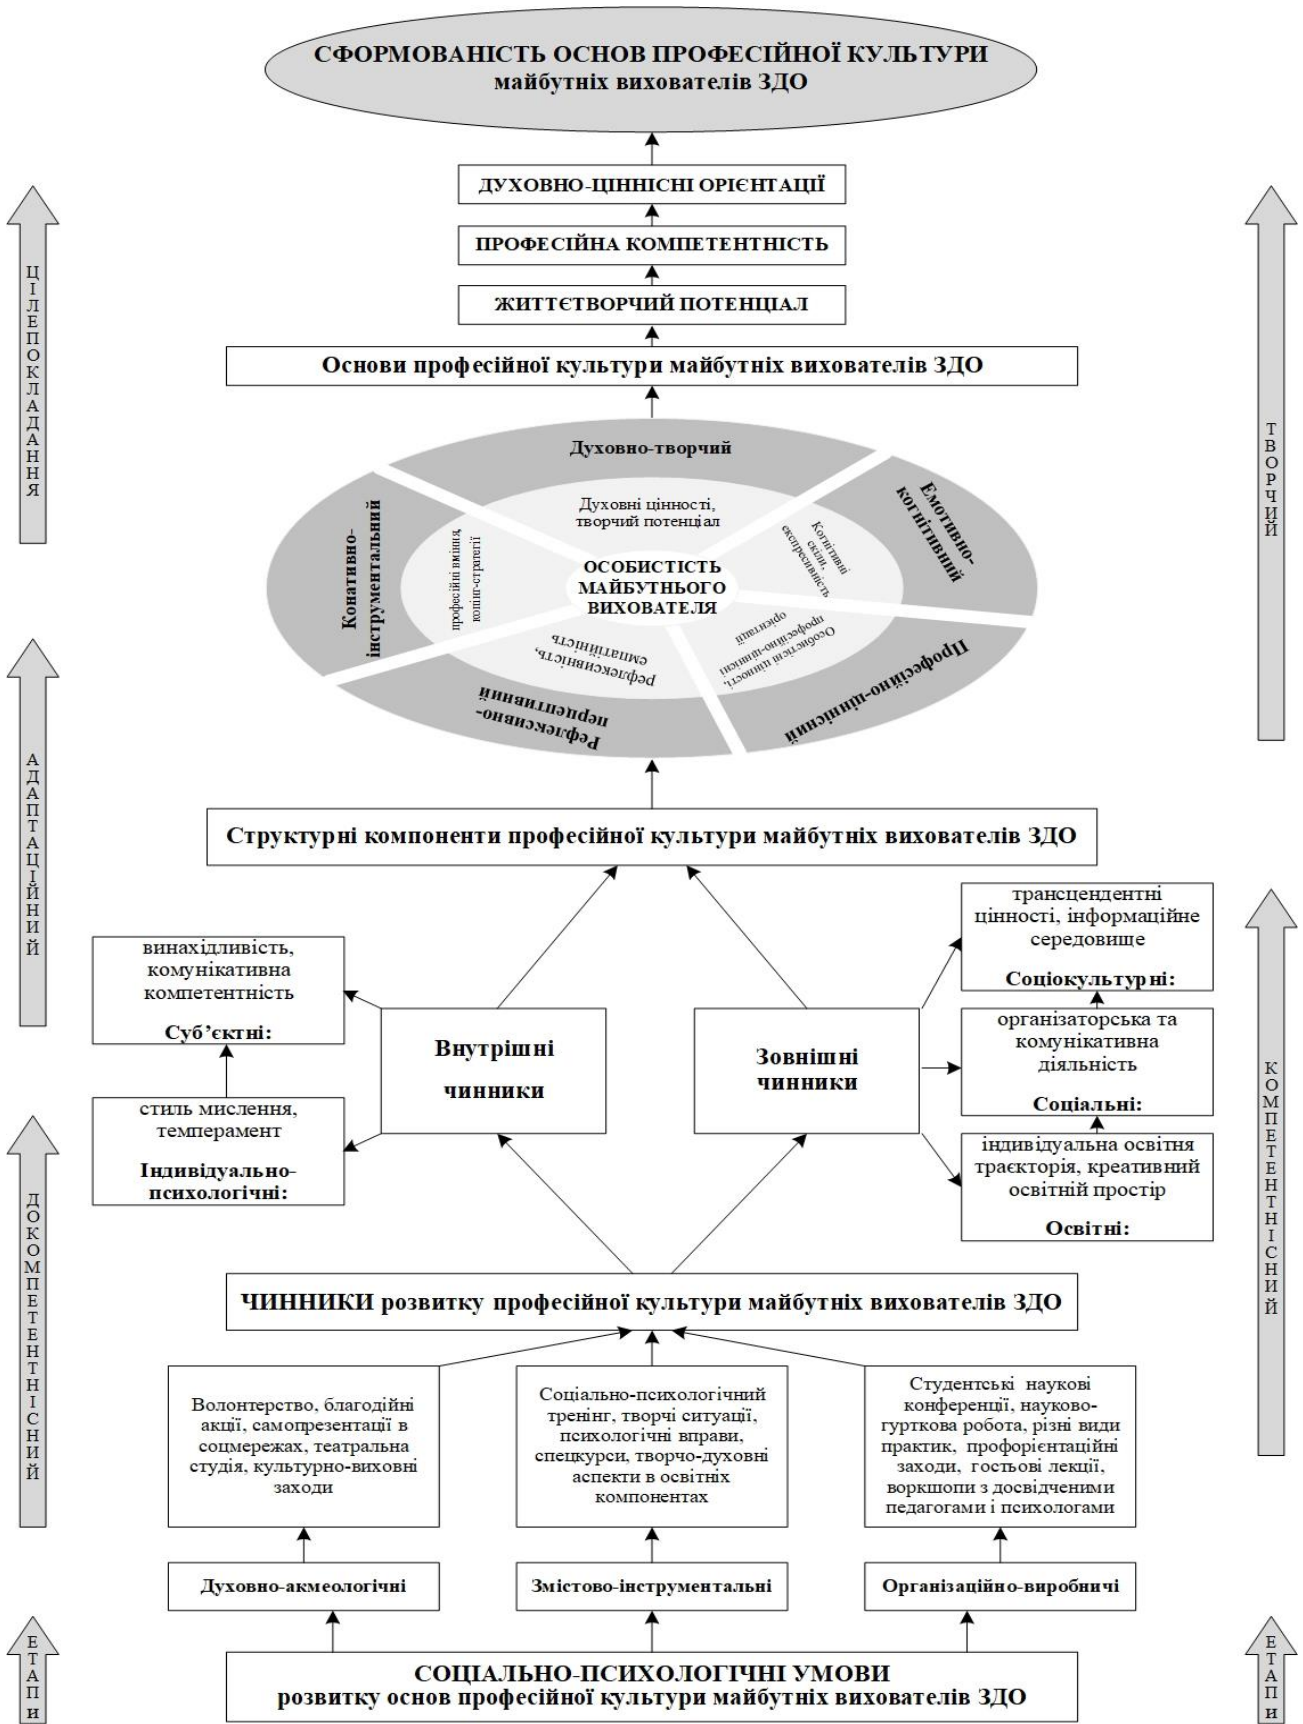 СФОРМОВАНІСТЬ ОСНОВ ПРОФЕСІЙНОЇ КУЛЬТУРИ
майбутніх вихователів ЗДО
ДУХОВНО-ЦІННІСНІ ОРІЄНТАЦІЇ
ПРОФЕСІЙНА КОМПЕТЕНТНІСТЬ
ЖИТТЄТВОРЧИЙ ПОТЕНЦІАЛ
Основи професійної культури майбутніх вихователів ЗДО
ЦІЛЕПОКЛАДАННЯ
ТВОРЧИЙ
Духовно-творчий
Духовні цінності,
творчий потенціал
Емотивно-
когнітивний
Когнітивні
скіли,
експресивність
Конативно-
інструментальний
професійні вміння,
копінг-стратегії
ОСОБИСТІСТЬ
МАЙБУТНЬОГО
ВИХОВАТЕЛЯ
Особистісні цінності,
професійно-ціннісні
орієнтації
Професійно-ціннісний
рефлексивність,
емпатійність
Рефлексивно-
перцептивний
АДАПТАЦІЙНИЙ
Структурні компоненти професійної культури майбутніх вихователів ЗДО
винахідливість,
комунікативна
компетентність
Суб’єктні:
стиль мислення,
темперамент
Індивідуально-
психологічні:
Внутрішні
чинники
Зовнішні
чинники
трансцендентні
цінності, інформаційне
середовище
Соціокультурні:
організаторська та
комунікативна
діяльність
Соціальні:
індивідуальна освітня
траєкторія, креативний
освітній простір
Освітні:
КОМПЕТЕНТНІСНИЙ
ДОКОМПЕТЕНТНІСНИЙ
ЧИННИКИ розвитку професійної культури майбутніх вихователів ЗДО
Волонтерство, благодійні
акції, самопрезентації в
соцмережах, театральна
студія, культурно-виховні
заходи
Соціально-психологічний
тренінг, творчі ситуації,
психологічні вправи,
спецкурси, творчо-духовні
аспекти в освітніх
компонентах
Студентські наукові
конференції, науково-
гурткова робота, різні види
практик, профорієнтаційні
заходи, гостьові лекції,
воркшопи з досвідченими
педагогами і психологами
Духовно-акмеологічні
Змістово-інструментальні
Організаційно-виробничі
ЕТАПи
СОЦІАЛЬНО-ПСИХОЛОГІЧНІ УМОВИ
розвитку основ професійної культури майбутніх вихователів ЗДО
ЕТАПи